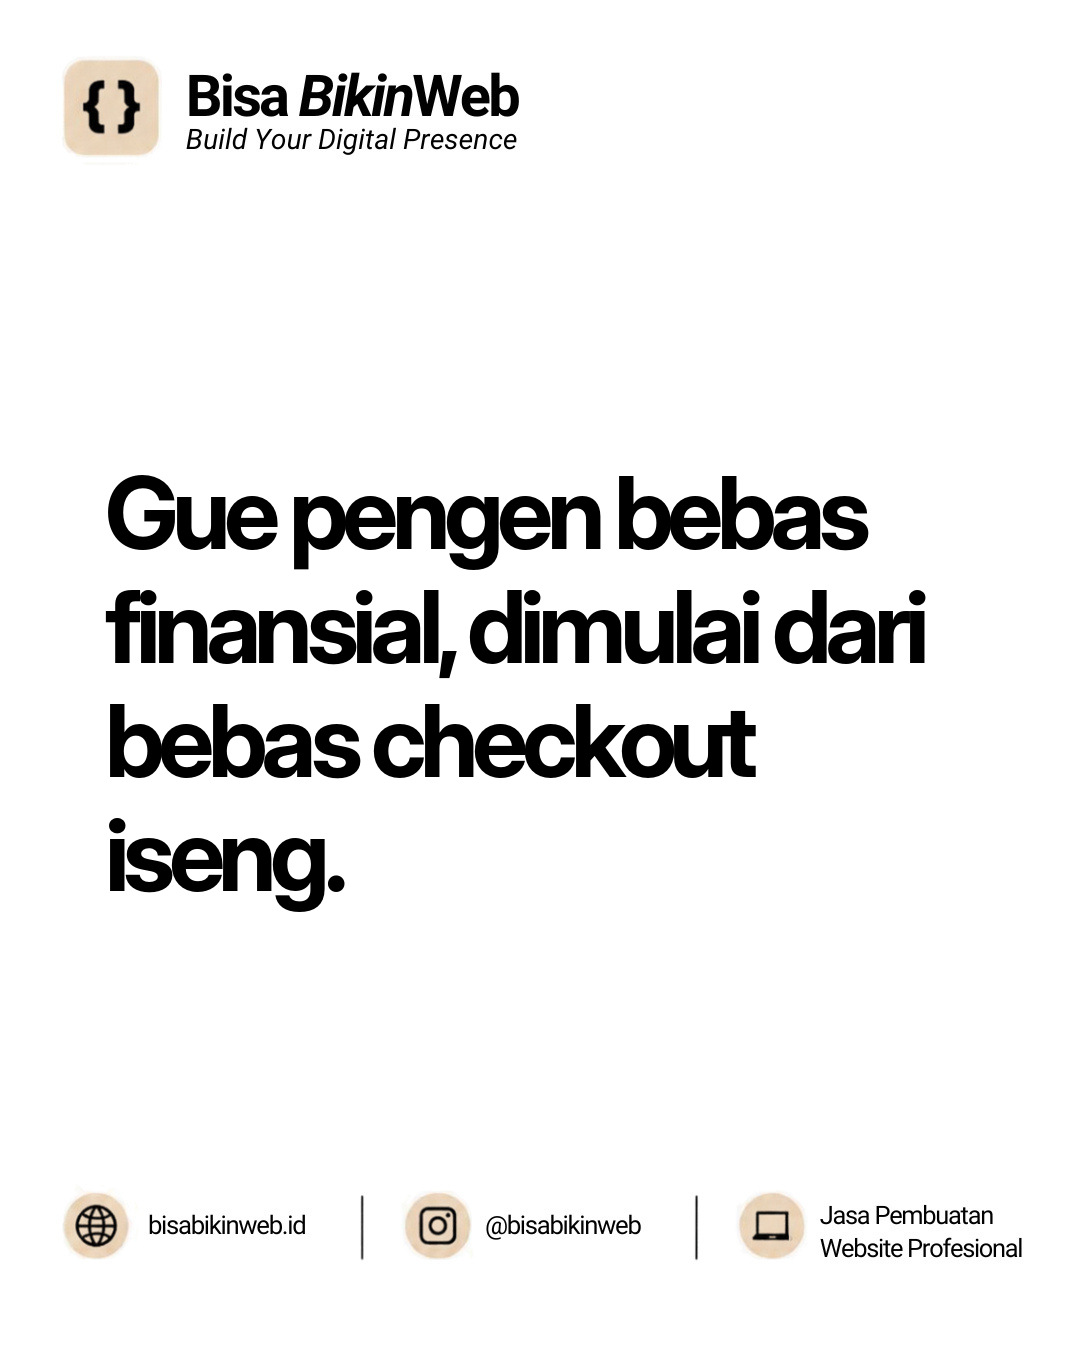 { }
Bisa BikinWeb
Build Your Digital Presence
Gue pengen bebas
finansial, dimulai dari
bebas checkout
iseng.
bisabikinweb.id
@bisabikinweb
Jasa Pembuatan
Website Profesional